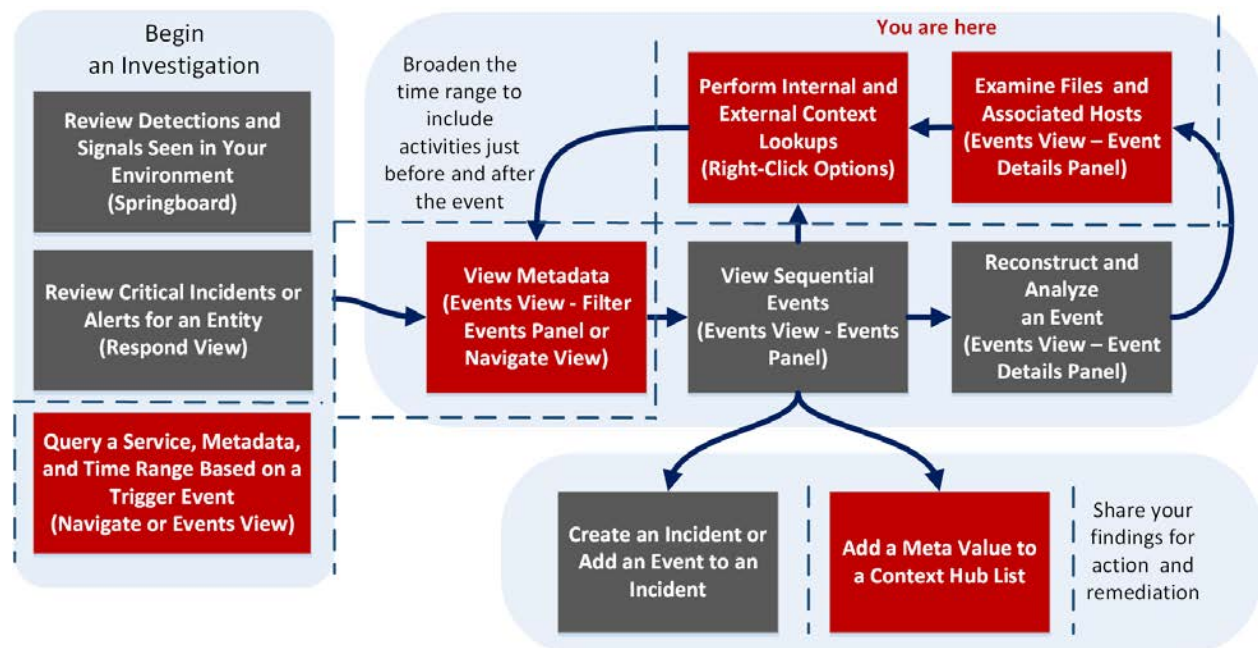 Begin
an Investigation
Review Detections and
Signals Seen in Your
Environment
(Springboard)
Review Critical Incidents or
Alerts for an Entity
(Respond View)
Query a Service, Metadata,
and Time Range Based on a
Trigger Event
(Navigate or Events View)
Broaden the
time range to
include
activities just
before and after
the event
You are here
Perform Internal and
External Context
Lookups
(Right-Click Options)
Examine Files and
Associated Hosts
(Events View – Event
Details Panel)
View Metadata
(Events View - Filter
Events Panel or
Navigate View)
View Sequential
Events
(Events View - Events
Panel)
Reconstruct and
Analyze
an Event
(Events View – Event
Details Panel)
Create an Incident or
Add an Event to an
Incident
Add a Meta Value to
a Context Hub List
Share your
findings for
action and
remediation